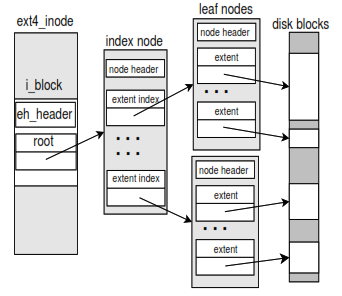 ext4_inode
i_block
eh_header
root
index node
node header
extent index
. . .
. . .
extent index
leaf nodes
node header
extent
. . .
extent
node header
extent
. . .
extent
disk blocks